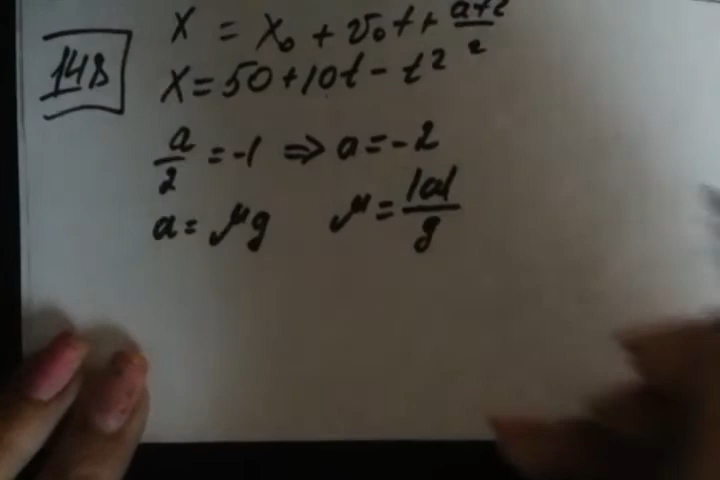 148
x = x₀ + v₀t + at²/2
x = 50 + 10t - t²
a/2 = -1 ⇒ a = -2
a = μg μ = |a|/g